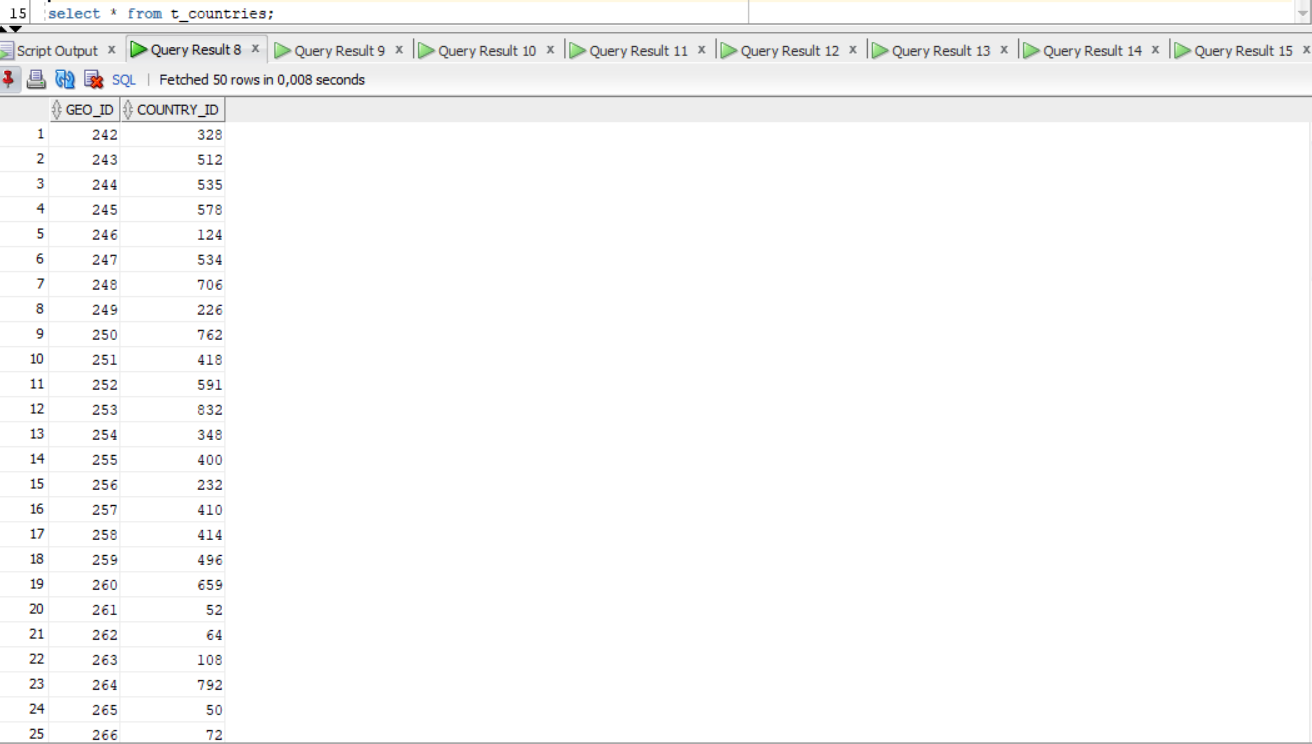 15 select * from t_countries;
Script Output x Query Result 8 x Query Result 9 x Query Result 10 x Query Result 11 x Query Result 12 x Query Result 13 x Query Result 14 x Query Result 15 x
SQL | Fetched 50 rows in 0,008 seconds
GEO_ID COUNTRY_ID
1 242 328
2 243 512
3 244 535
4 245 578
5 246 124
6 247 534
7 248 706
8 249 226
9 250 762
10 251 418
11 252 591
12 253 832
13 254 348
14 255 400
15 256 232
16 257 410
17 258 414
18 259 496
19 260 659
20 261 52
21 262 64
22 263 108
23 264 792
24 265 50
25 266 72